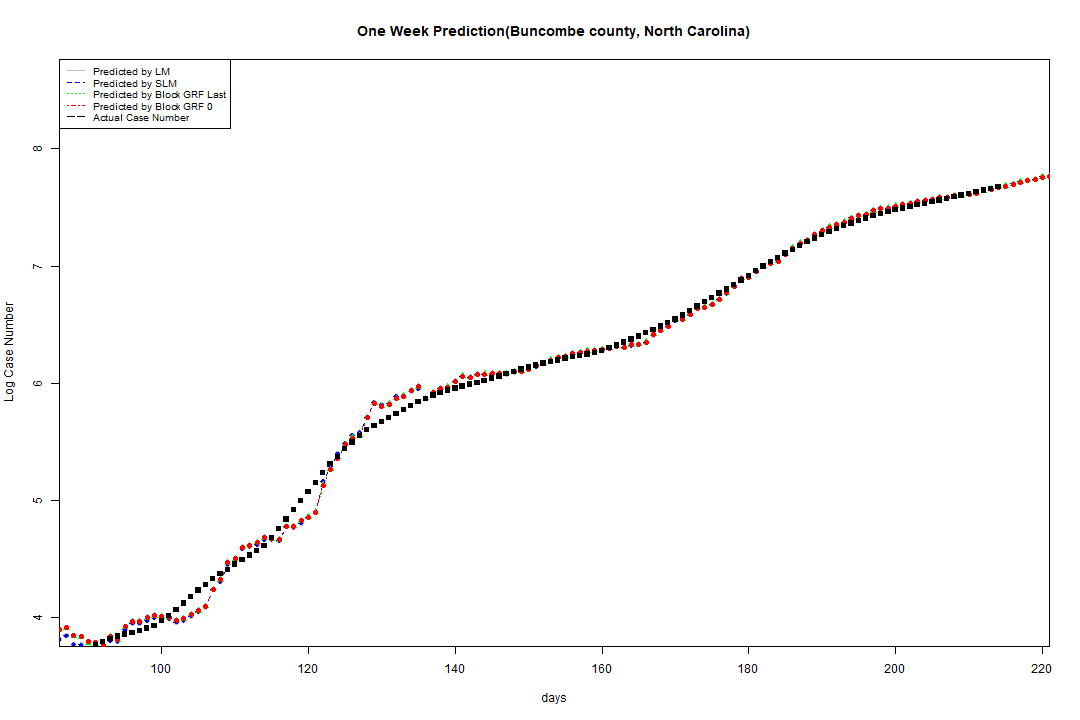 One Week Prediction(Buncombe county, North Carolina)
Predicted by LM
Predicted by SLM
Predicted by Block GRF Last
Predicted by Block GRF 0
Actual Case Number
8
7
6
5
4
Log Case Number
100 120 140 160 180 200 220
days